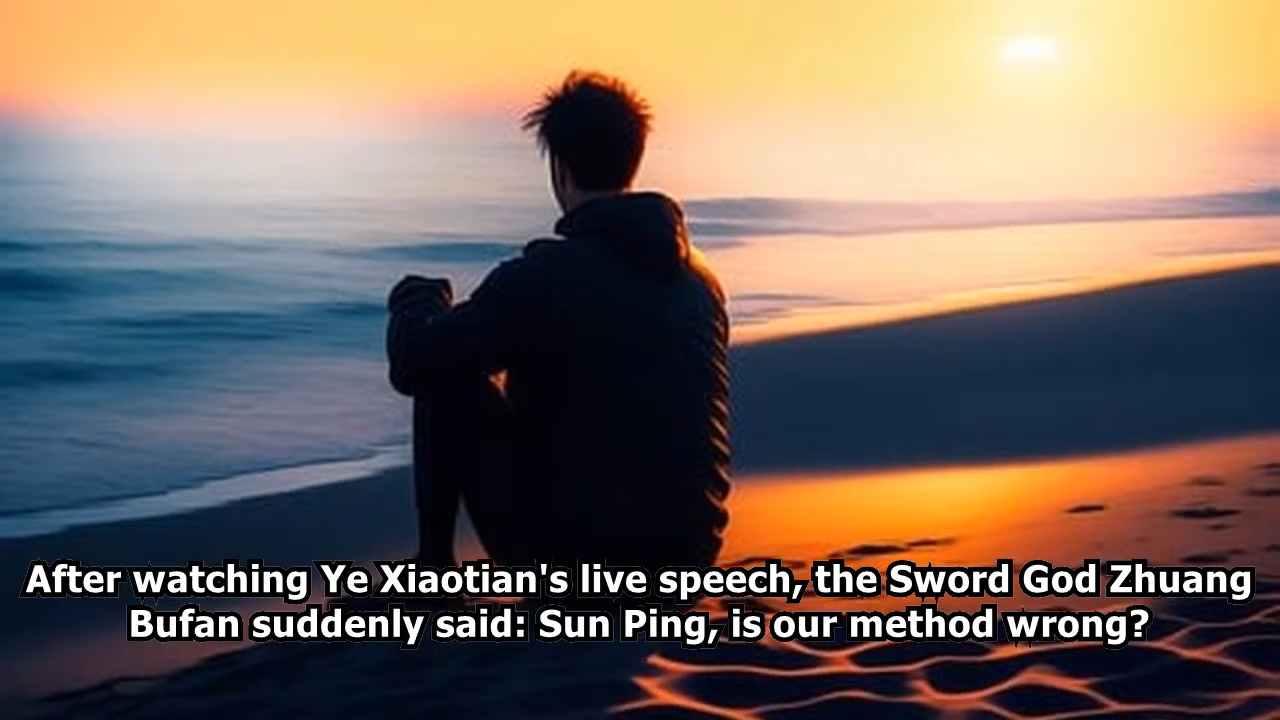 After watching Ye Xiaotian's live speech, the Sword God Zhuang
Bufan suddenly said: Sun Ping, is our method wrong?